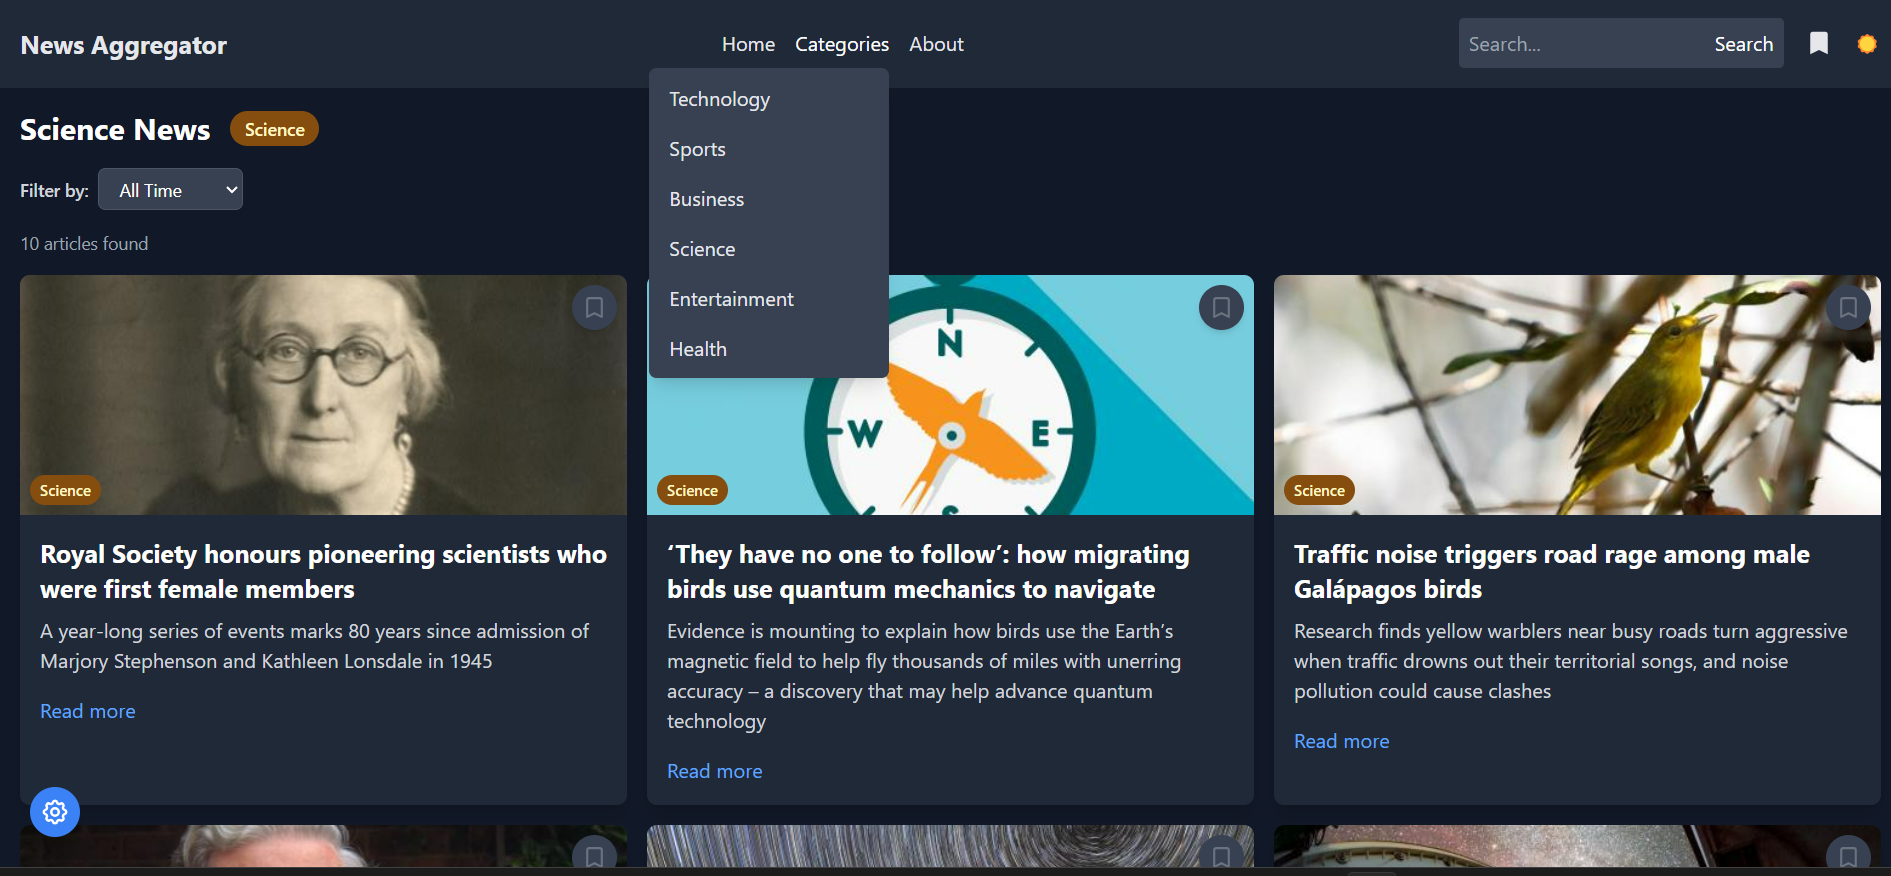 News Aggregator
Home Categories About
Search...
Search
Technology
Sports
Business
Science
Entertainment
Health
Science News
Science
Filter by:
All Time
10 articles found
Science
Royal Society honours pioneering scientists who
were first female members
A year-long series of events marks 80 years since admission of
Marjory Stephenson and Kathleen Lonsdale in 1945
Read more
N
W
E
S
Science
‘They have no one to follow’: how migrating
birds use quantum mechanics to navigate
Evidence is mounting to explain how birds use the Earth’s
magnetic field to help fly thousands of miles with unerring
accuracy – a discovery that may help advance quantum
technology
Read more
Science
Traffic noise triggers road rage among male
Galápagos birds
Research finds yellow warblers near busy roads turn aggressive
when traffic drowns out their territorial songs, and noise
pollution could cause clashes
Read more